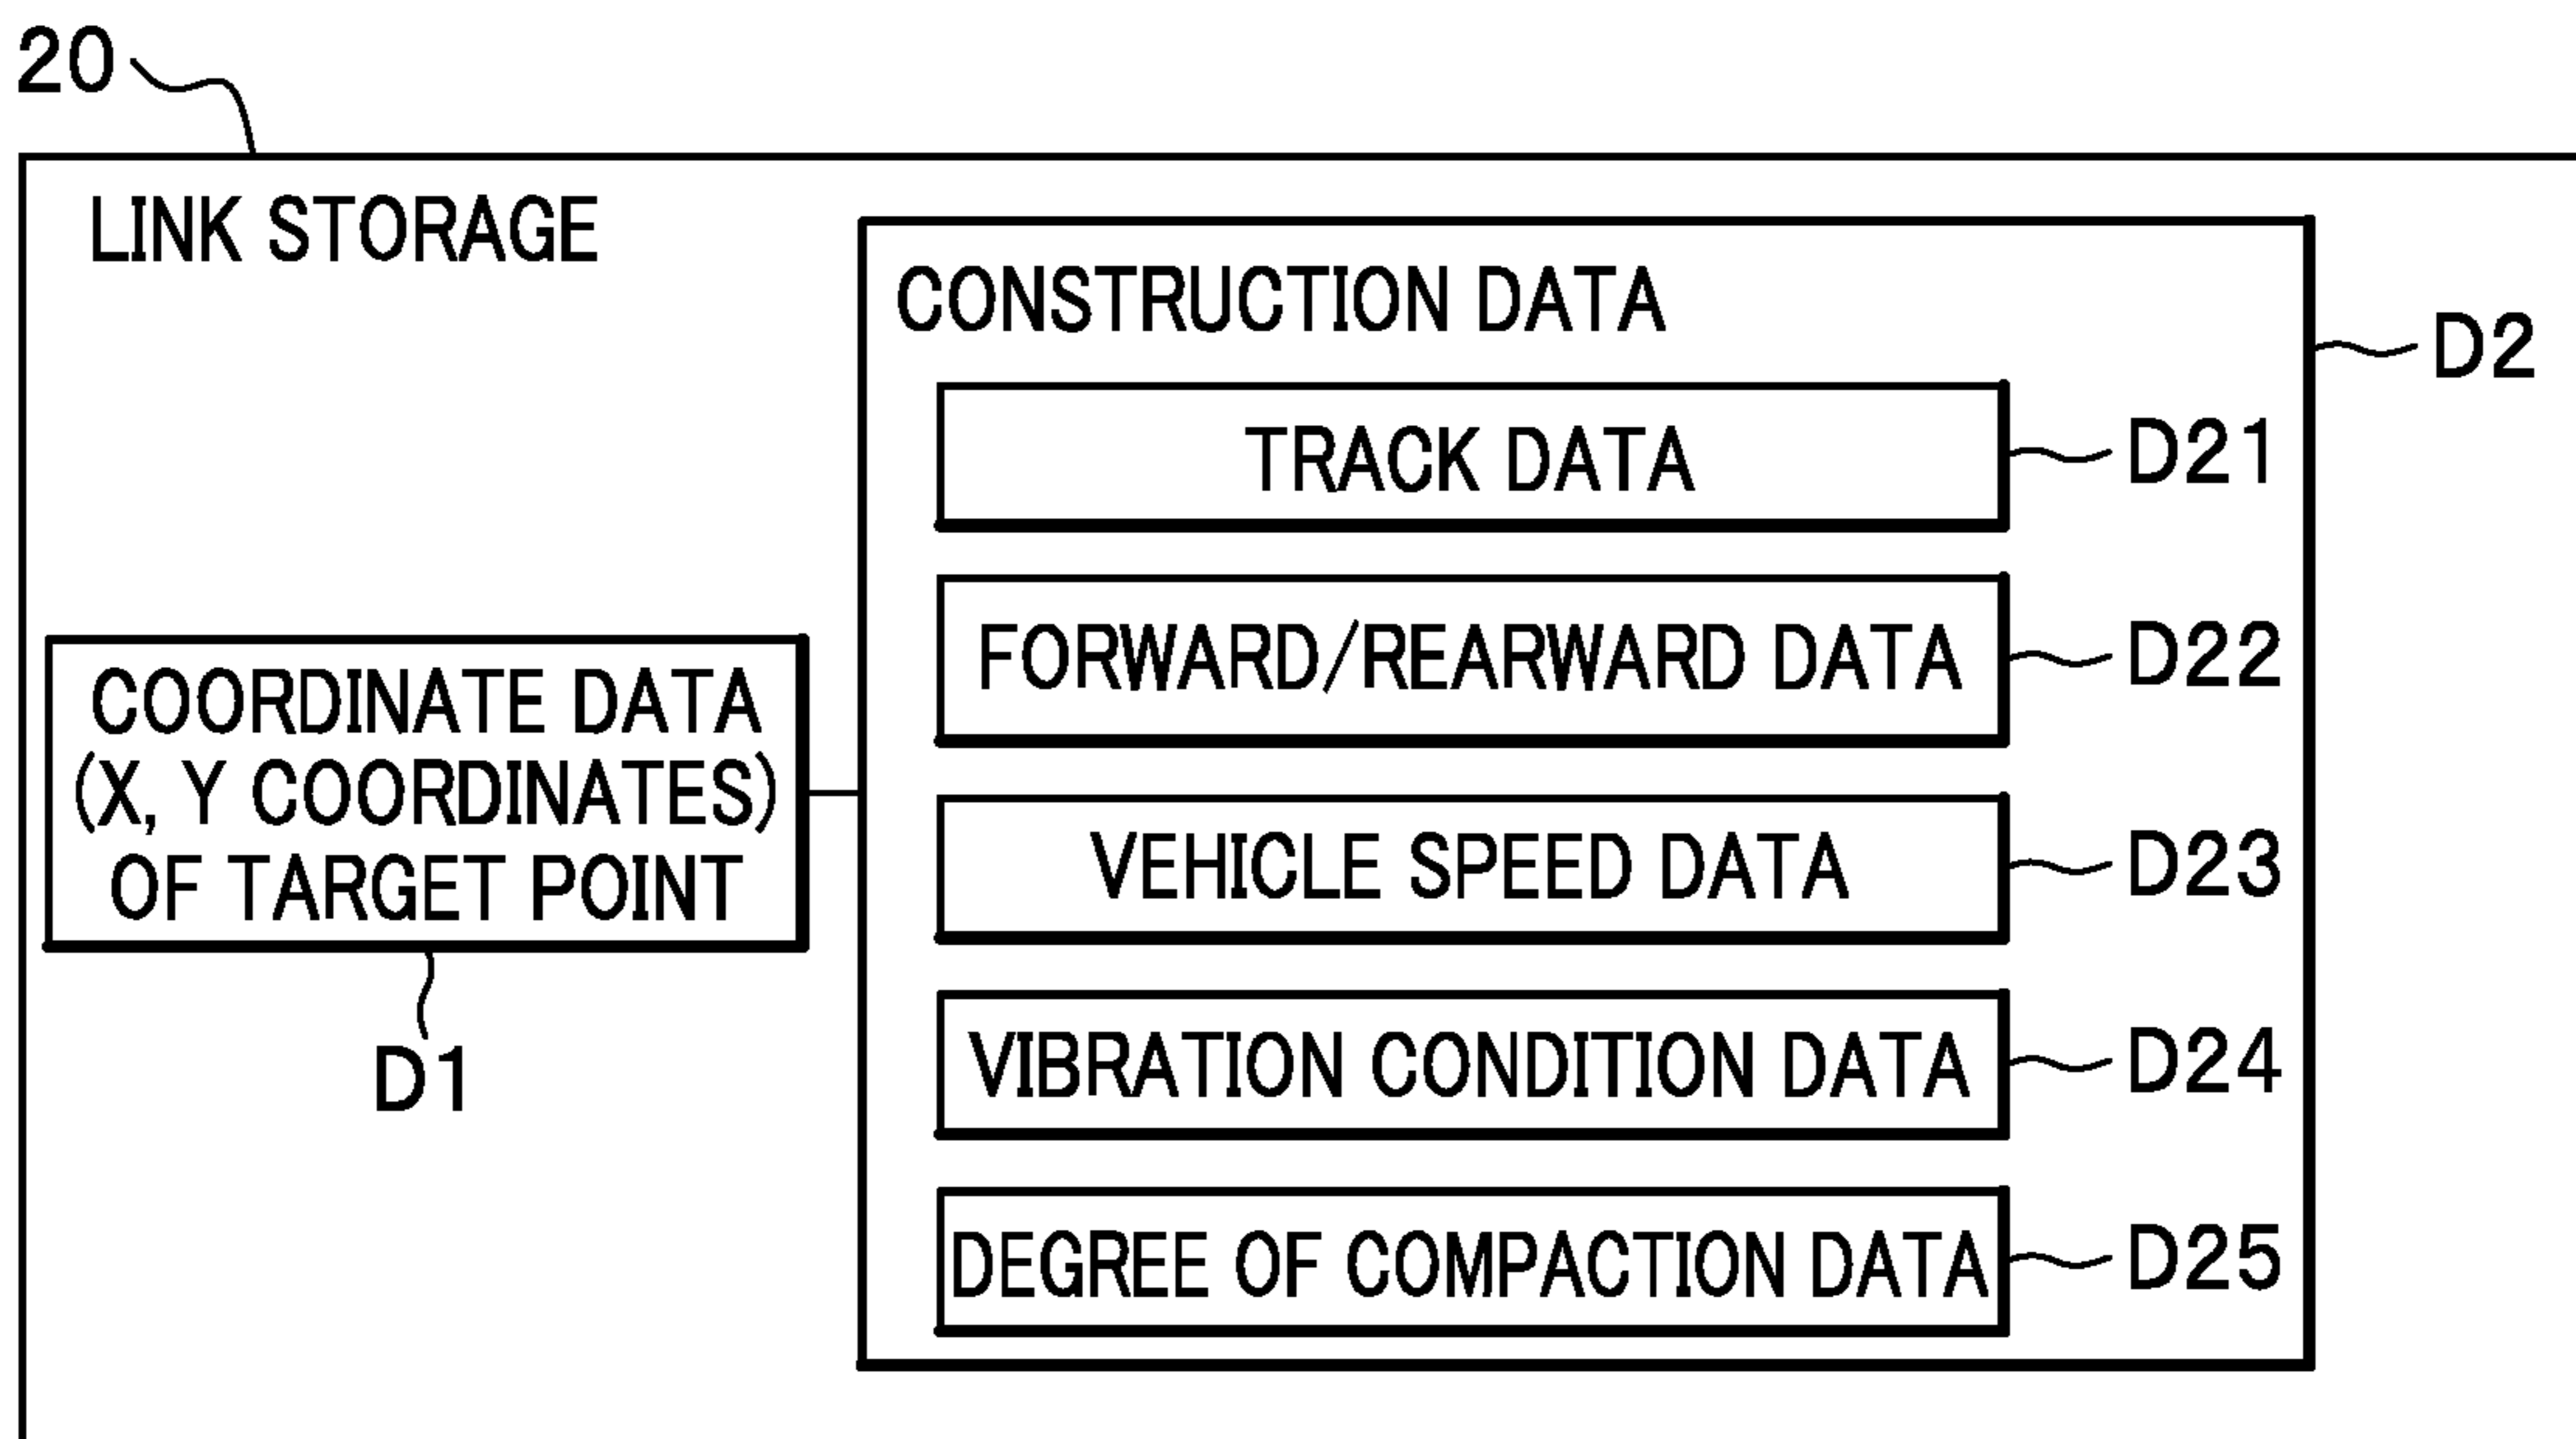 20
LINK STORAGE
CONSTRUCTION DATA
D2
TRACK DATA
D21
FORWARD/REARWARD DATA
D22
COORDINATE DATA
(X, Y COORDINATES)
OF TARGET POINT
D1
VEHICLE SPEED DATA
D23
VIBRATION CONDITION DATA
D24
DEGREE OF COMPACTION DATA
D25